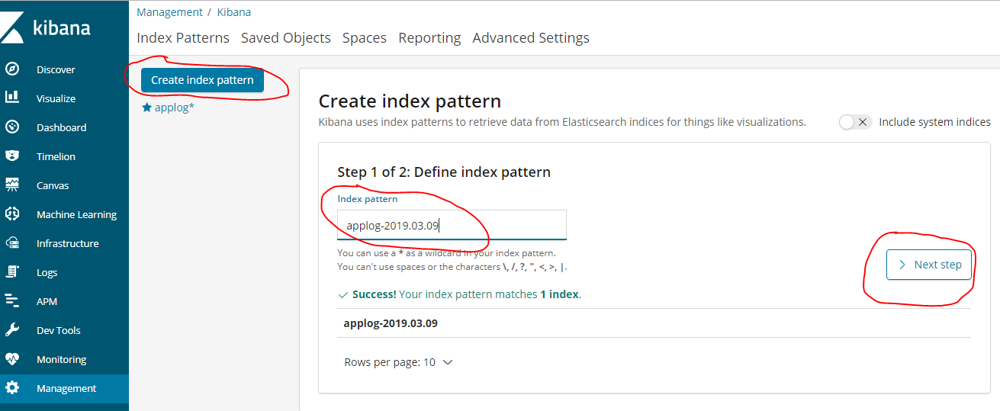 kibana
Discover
Visualize
Dashboard
Timelion
Canvas
Machine Learning
Infrastructure
Logs
APM
Dev Tools
Monitoring
Management
Management / Kibana
Index Patterns Saved Objects Spaces Reporting Advanced Settings
Create index pattern
applog*
Create index pattern
Kibana uses index patterns to retrieve data from Elasticsearch indices for things like visualizations.
Include system indices
Step 1 of 2: Define index pattern
Index pattern
applog-2019.03.09
You can use a * as a wildcard in your index pattern.
You can't use spaces or the characters \, /, ?, ", <, >, |.
Next step
Success! Your index pattern matches 1 index.
applog-2019.03.09
Rows per page: 10